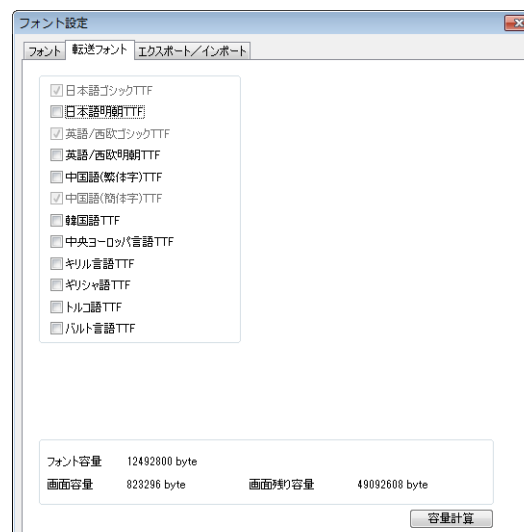 フォント設定
フォント 転送フォント エクスポート／インポート
日本語ゴシックTTF
日本語明朝TTF
英語/西欧ゴシックTTF
英語/西欧明朝TTF
中国語(繁体字)TTF
中国語(簡体字)TTF
韓国語TTF
中央ヨーロッパ言語TTF
キリル言語TTF
ギリシャ語TTF
トルコ語TTF
バルト言語TTF
フォント容量 12492800 byte
画面容量 823296 byte 画面残り容量 49092608 byte
容量計算